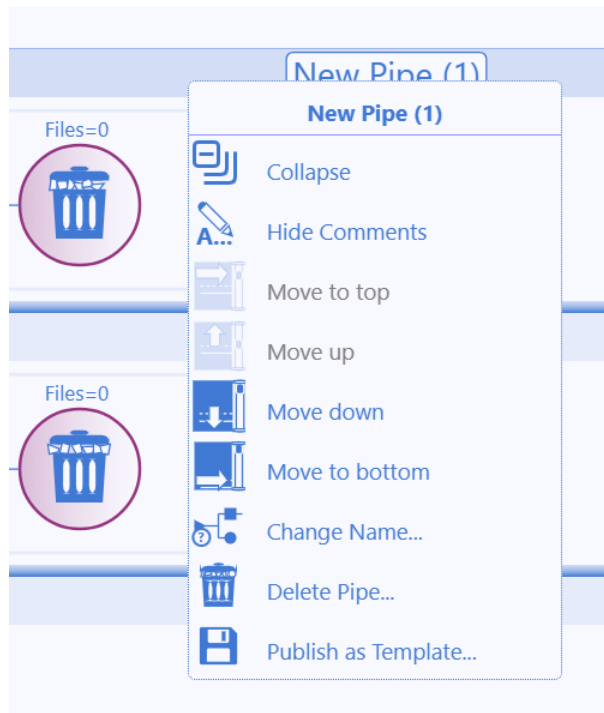 New Pipe (1)
New Pipe (1)
Files=0
Collapse
A...
Hide Comments
Move to top
Move up
Files=0
Move down
Move to bottom
?
Change Name...
Delete Pipe...
Publish as Template...